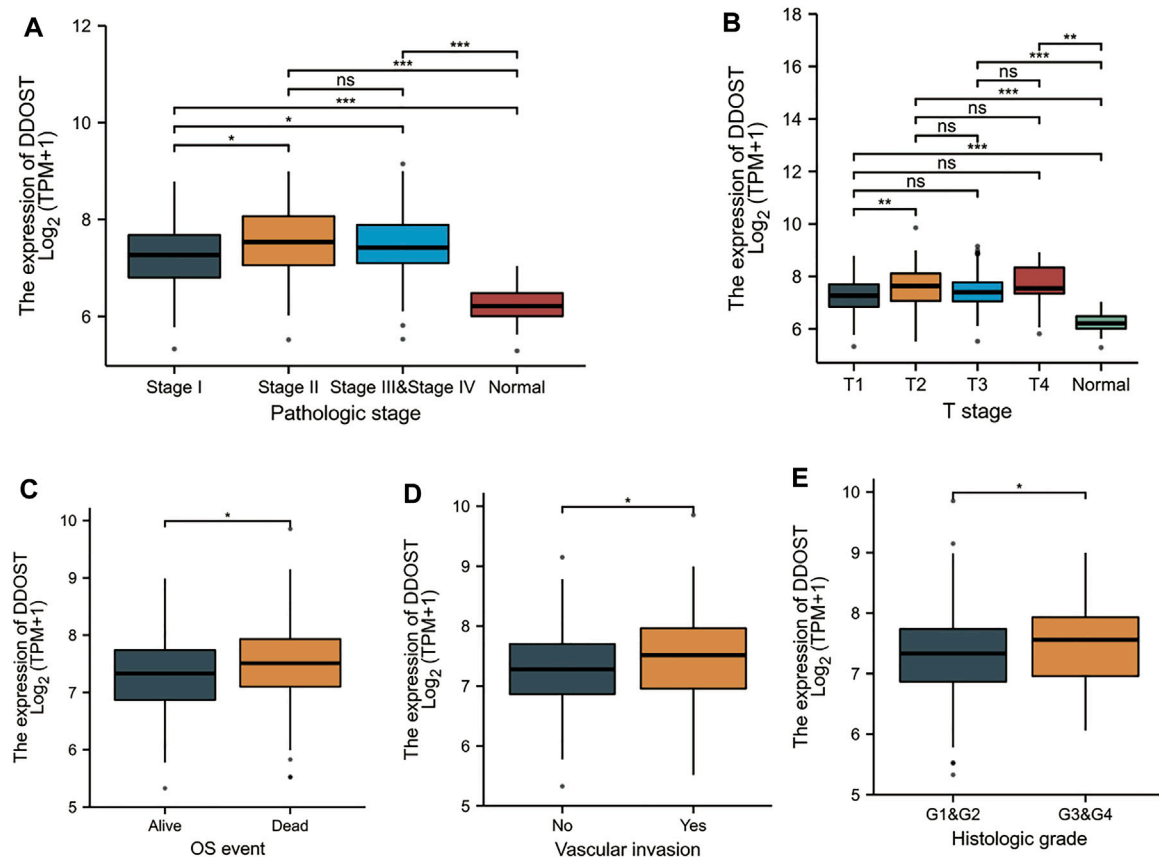 A
The expression of DDOST
Log2 (TPM+1)
12
10
8
6
***
***
ns
***
*
*
Stage I
Stage II
Stage III&Stage IV
Normal
Pathologic stage
B
The expression of DDOST
Log2 (TPM+1)
18
16
14
12
10
8
6
**
***
ns
***
ns
ns
***
ns
ns
**
T1
T2
T3
T4
Normal
T stage
C
The expression of DDOST
Log2 (TPM+1)
10
9
8
7
6
5
*
Alive
Dead
OS event
D
The expression of DDOST
Log2 (TPM+1)
10
9
8
7
6
5
*
No
Yes
Vascular invasion
E
The expression of DDOST
Log2 (TPM+1)
10
9
8
7
6
5
*
G1&G2
G3&G4
Histologic grade